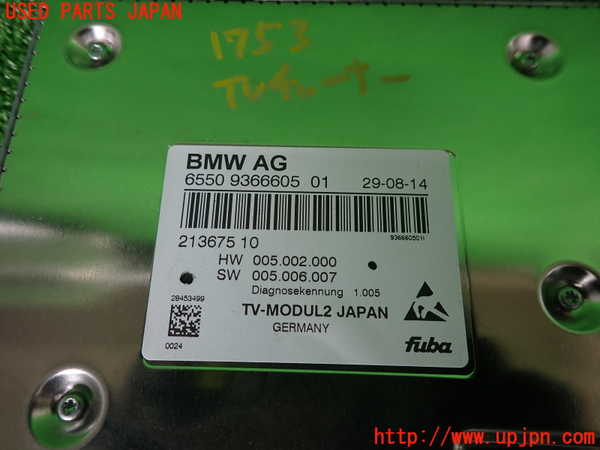 USED PARTS JAPAN
1753
TVチューナー
BMW AG
6550 9366605 01 29-08-14
213675 10
9366605011
HW 005.002.000
SW 005.006.007
Diagnosekennung 1.005
28453499
TV-MODUL2 JAPAN
GERMANY
0024
fuba
http://www.upjpn.com/